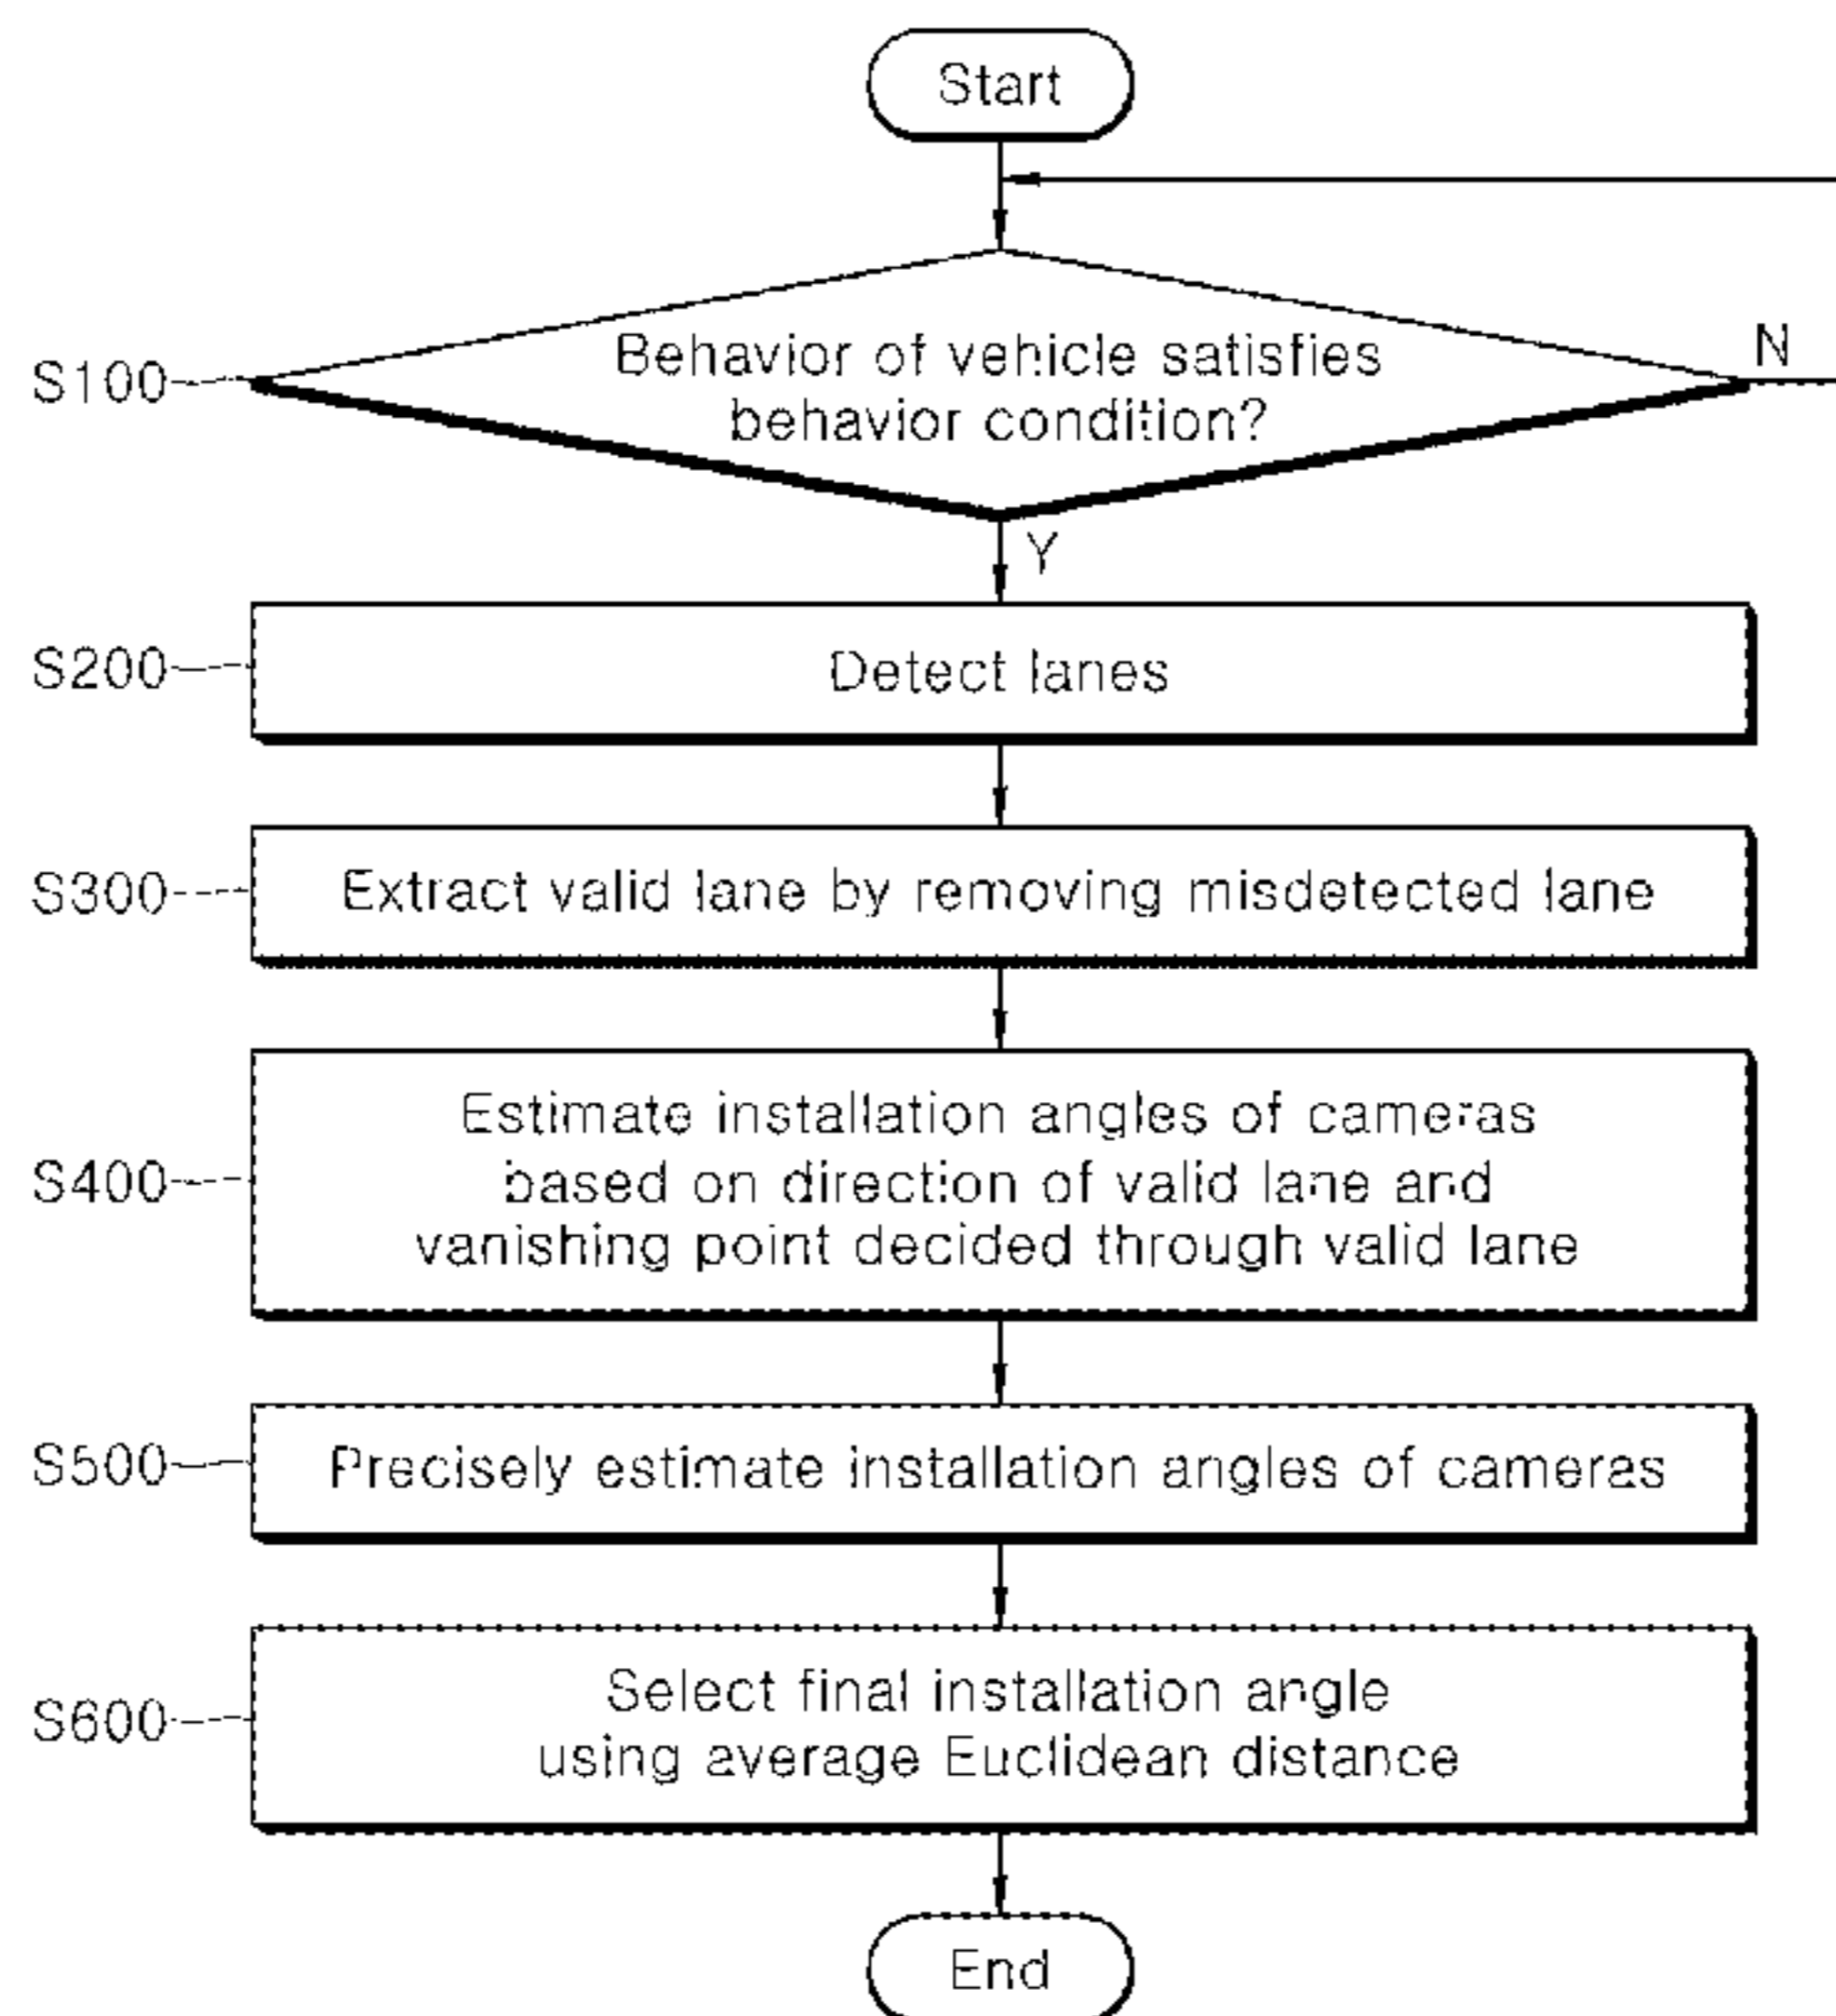 Start
Behavior of vehicle satisfies
behavior condition?
N
S100
Y
S200
Detect lanes
S300
Extract valid lane by removing misdetected lane
Estimate installation angles of cameras
S400
based on direction of valid lane and
vanishing point decided through valid lane
S500
Precisely estimate installation angles of cameras
S600
Select final installation angle
using average Euclidean distance
End